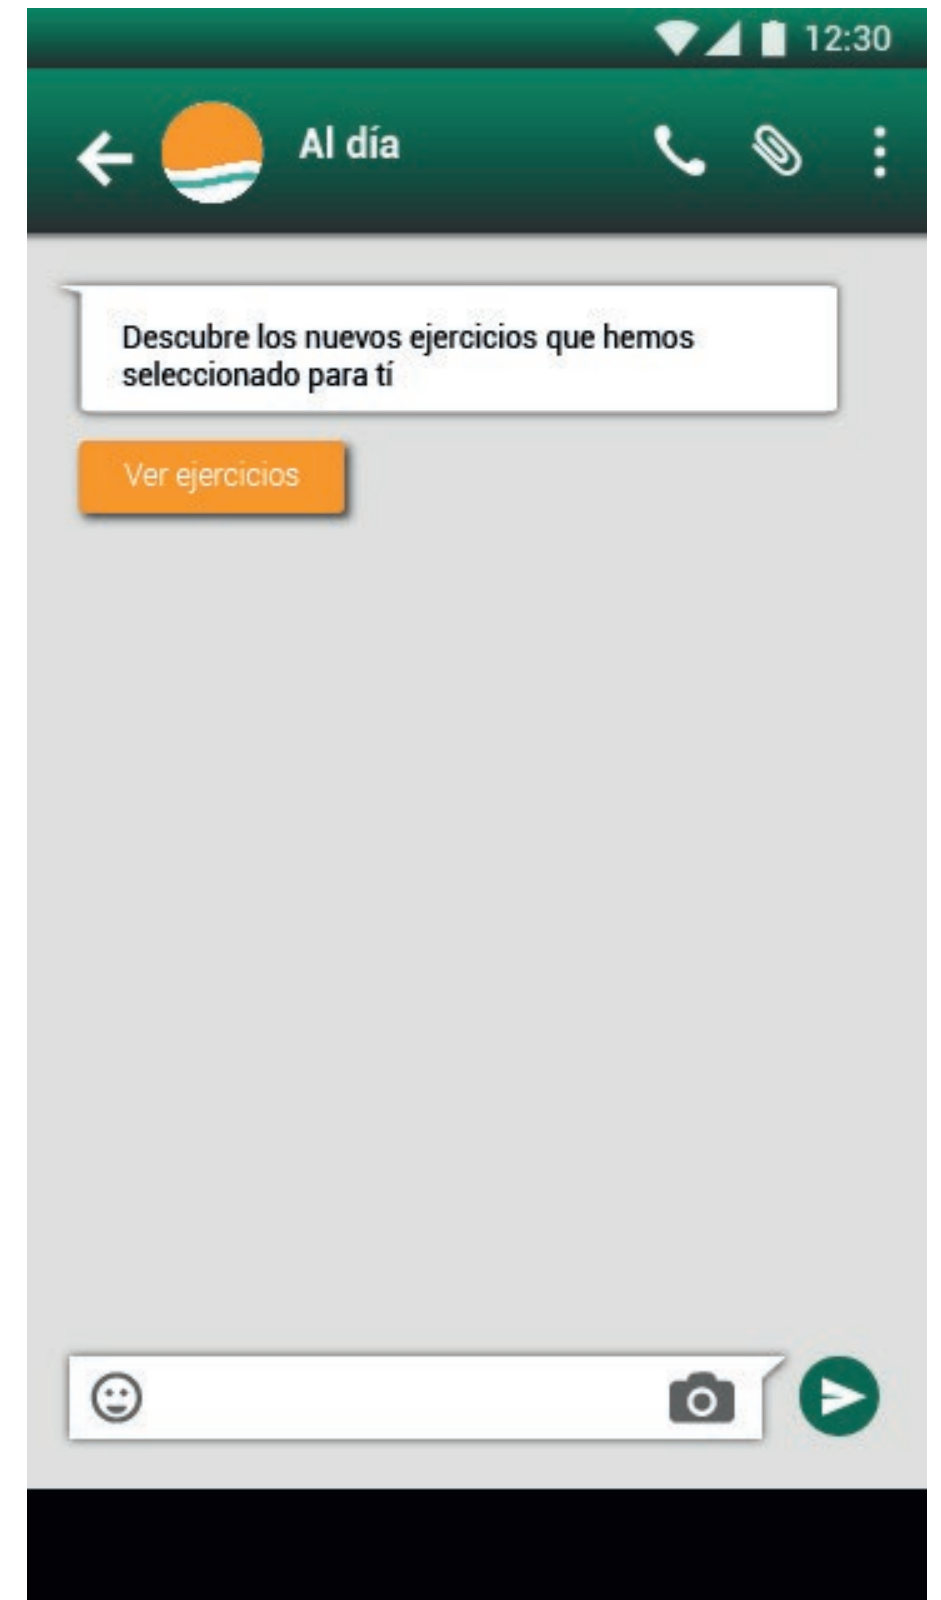 12:30
Al día
Descubre los nuevos ejercicios que hemos
seleccionado para tí
Ver ejercicios